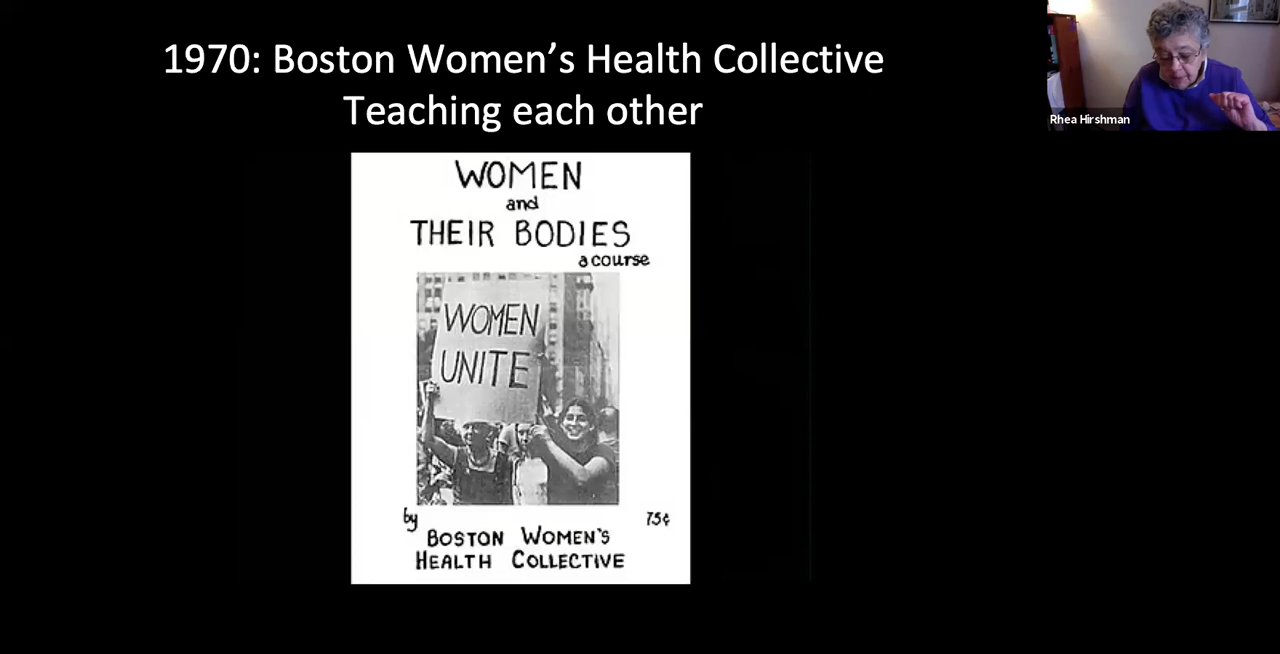 1970: Boston Women’s Health Collective
Teaching each other
Rhea Hirshman
WOMEN
and
THEIR BODIES
a course
WOMEN
UNITE
by
75¢
BOSTON WOMEN'S
HEALTH COLLECTIVE